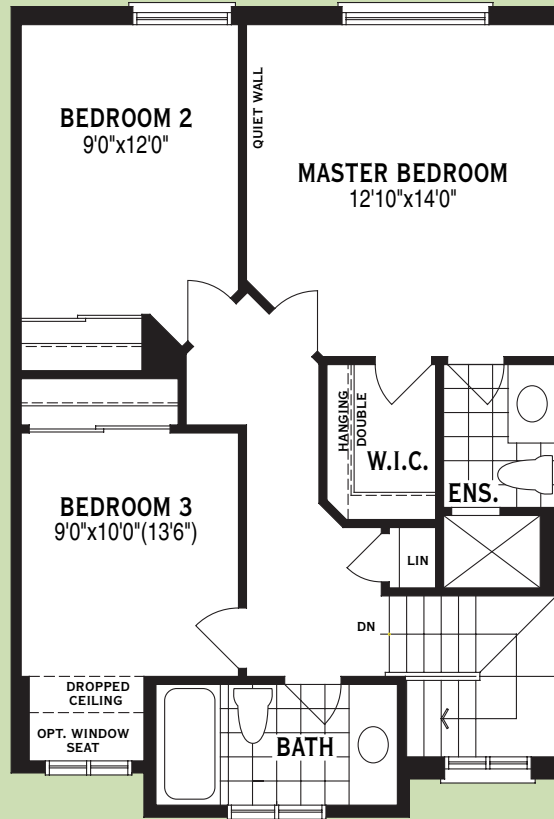 BEDROOM 2
9'0"x12'0"
QUIET WALL
MASTER BEDROOM
12'10"x14'0"
HANGING
DOUBLE
W.I.C.
ENS.
BEDROOM 3
9'0"x10'0"(13'6")
LIN
DN
DROPPED
CEILING
OPT. WINDOW
SEAT
BATH